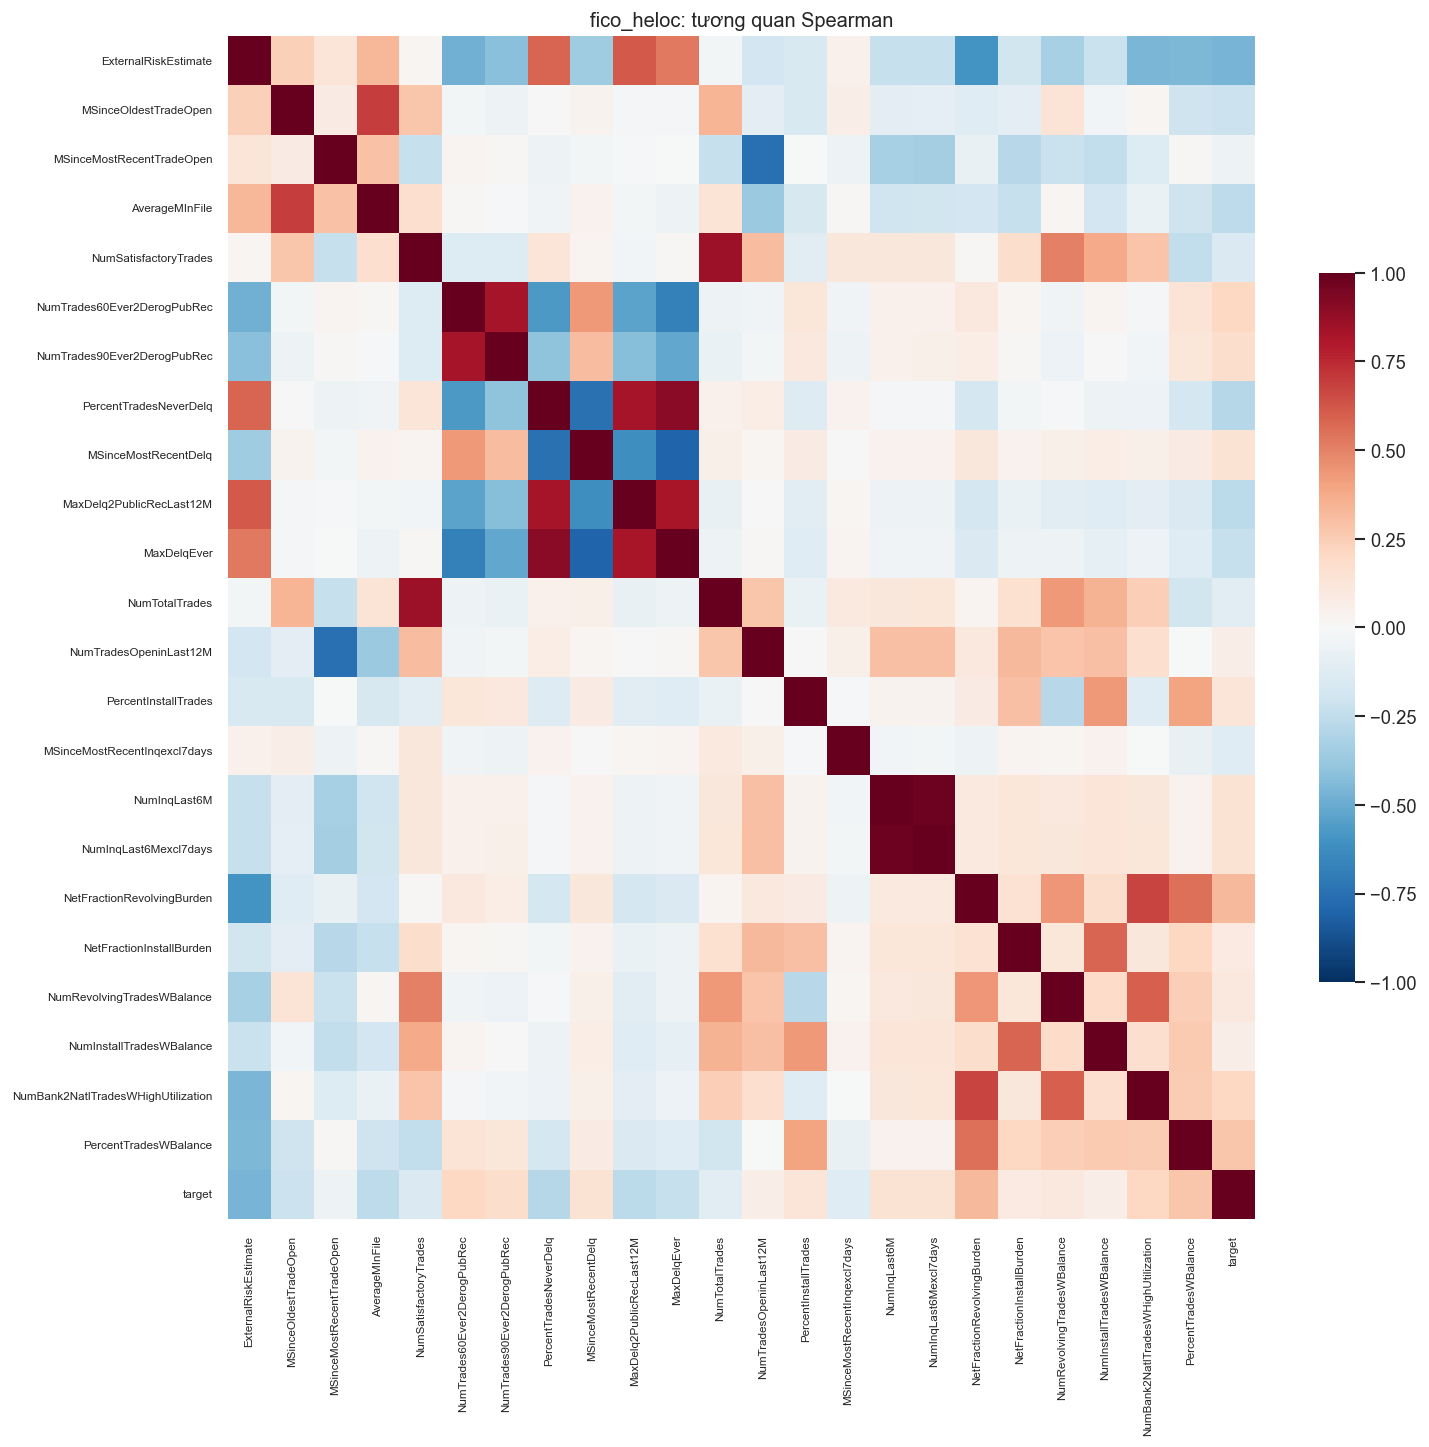 fico_heloc: tương quan Spearman
ExternalRiskEstimate
MSinceOldestTradeOpen
MSinceMostRecentTradeOpen
AverageMInFile
NumSatisfactoryTrades
NumTrades60Ever2DerogPubRec
NumTrades90Ever2DerogPubRec
PercentTradesNeverDelq
MSinceMostRecentDelq
MaxDelq2PublicRecLast12M
MaxDelqEver
NumTotalTrades
NumTradesOpeninLast12M
PercentInstallTrades
MSinceMostRecentInqexcl7days
NumInqLast6M
NumInqLast6Mexcl7days
NetFractionRevolvingBurden
NetFractionInstallBurden
NumRevolvingTradesWBalance
NumInstallTradesWBalance
NumBank2NatlTradesWHighUtilization
PercentTradesWBalance
target
ExternalRiskEstimate
MSinceOldestTradeOpen
MSinceMostRecentTradeOpen
AverageMInFile
NumSatisfactoryTrades
NumTrades60Ever2DerogPubRec
NumTrades90Ever2DerogPubRec
PercentTradesNeverDelq
MSinceMostRecentDelq
MaxDelq2PublicRecLast12M
MaxDelqEver
NumTotalTrades
NumTradesOpeninLast12M
PercentInstallTrades
MSinceMostRecentInqexcl7days
NumInqLast6M
NumInqLast6Mexcl7days
NetFractionRevolvingBurden
NetFractionInstallBurden
NumRevolvingTradesWBalance
NumInstallTradesWBalance
NumBank2NatlTradesWHighUtilization
PercentTradesWBalance
target
1.00
0.75
0.50
0.25
0.00
−0.25
−0.50
−0.75
−1.00